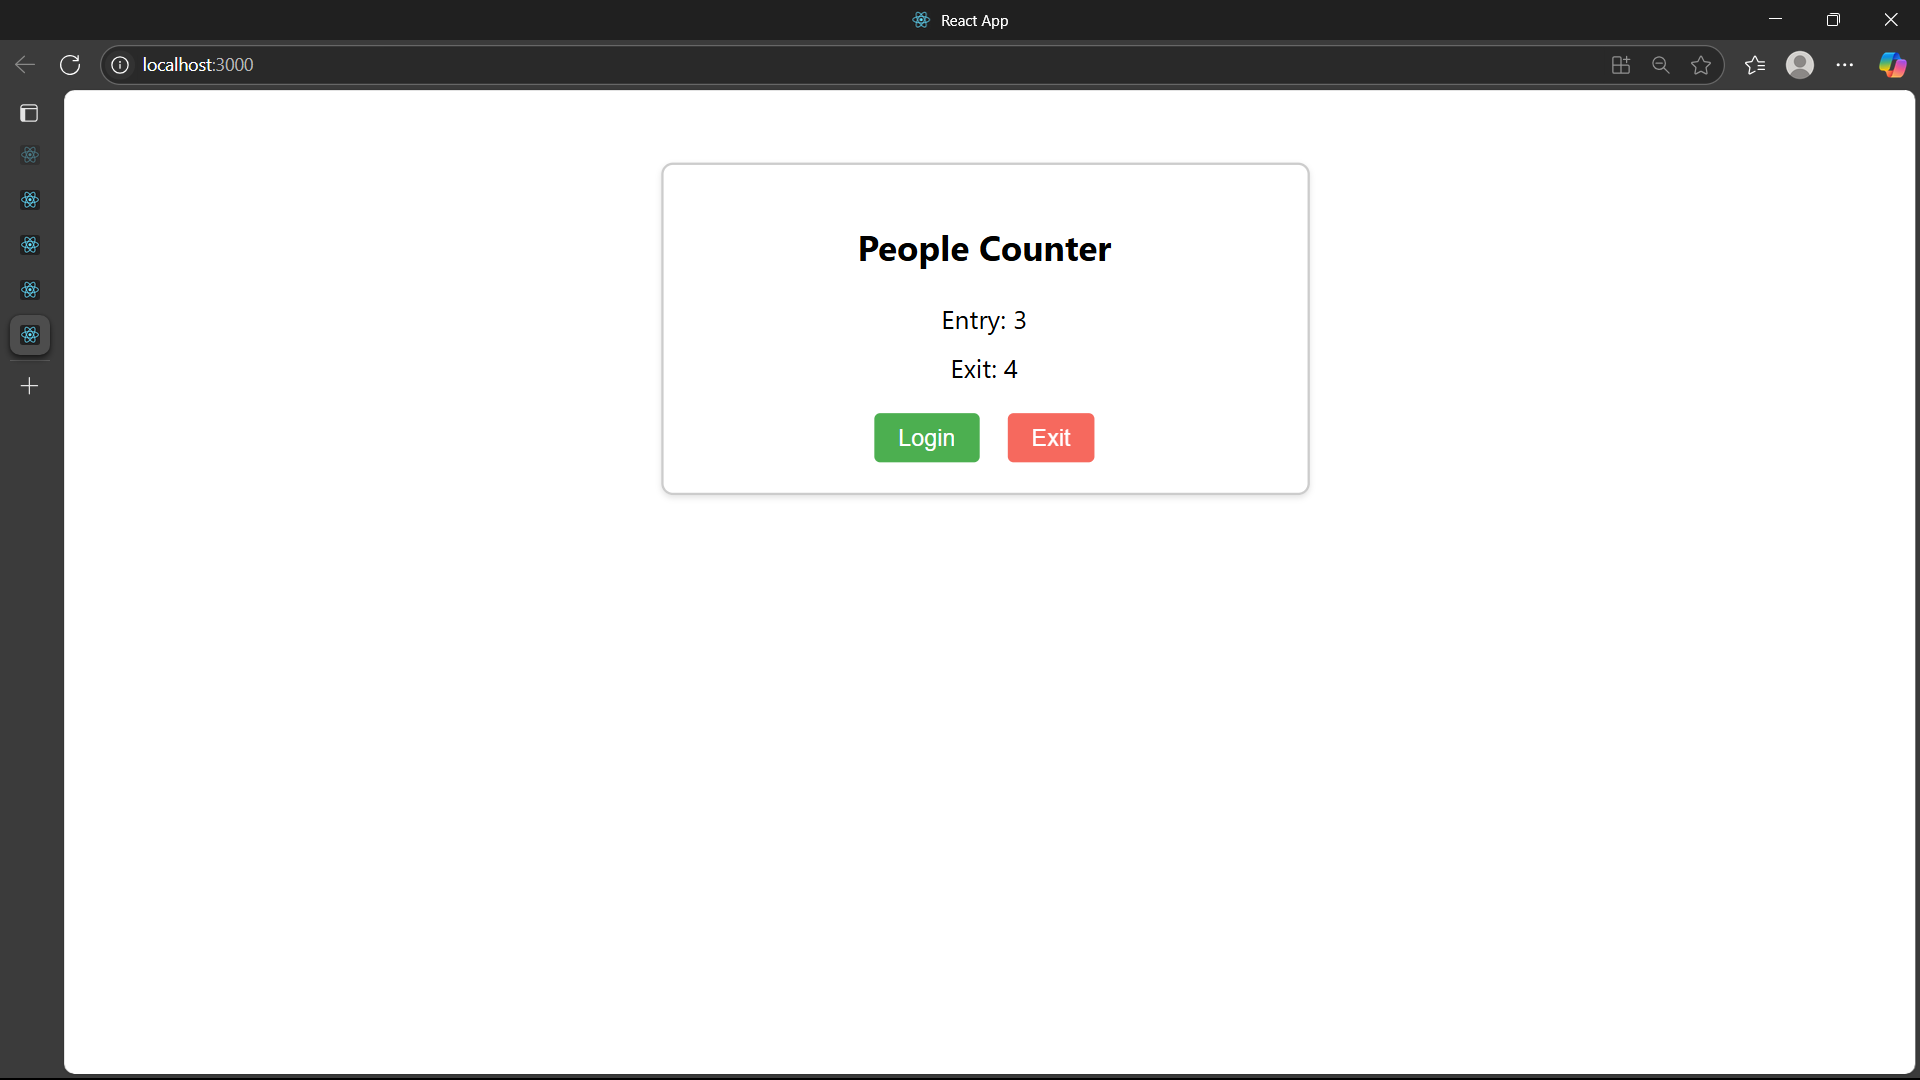 React App
localhost:3000
People Counter
Entry: 3
Exit: 4
Login Exit